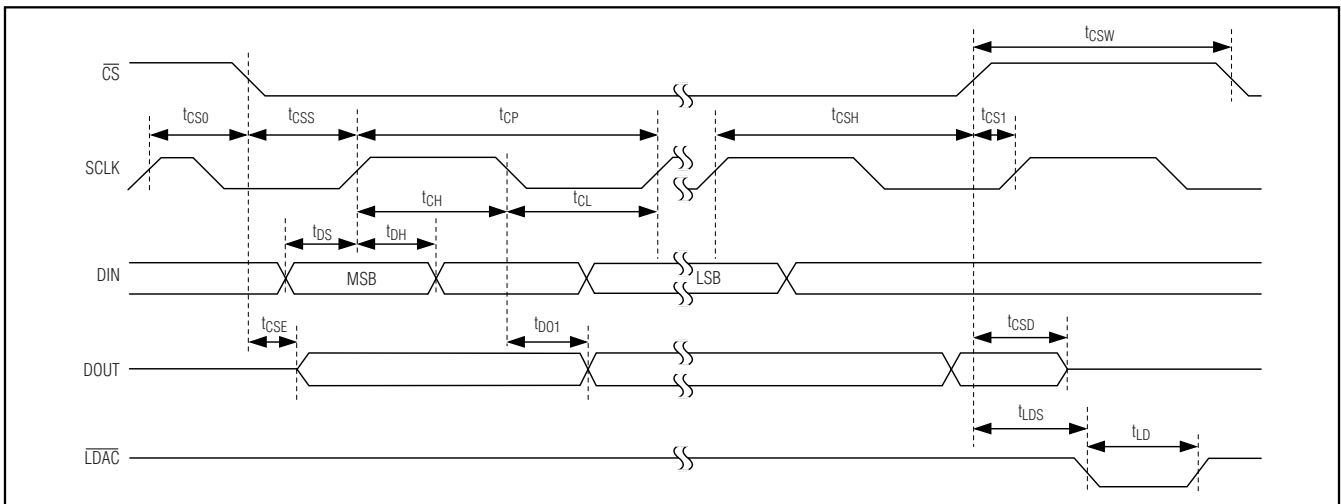 tCSW
CS
tCS0 tCSS tCP tCSH tCS1
SCLK
tCH tCL
tDS tDH
DIN MSB LSB
tCSE tDO1 tCSD
DOUT
tLDS tLD
LDAC